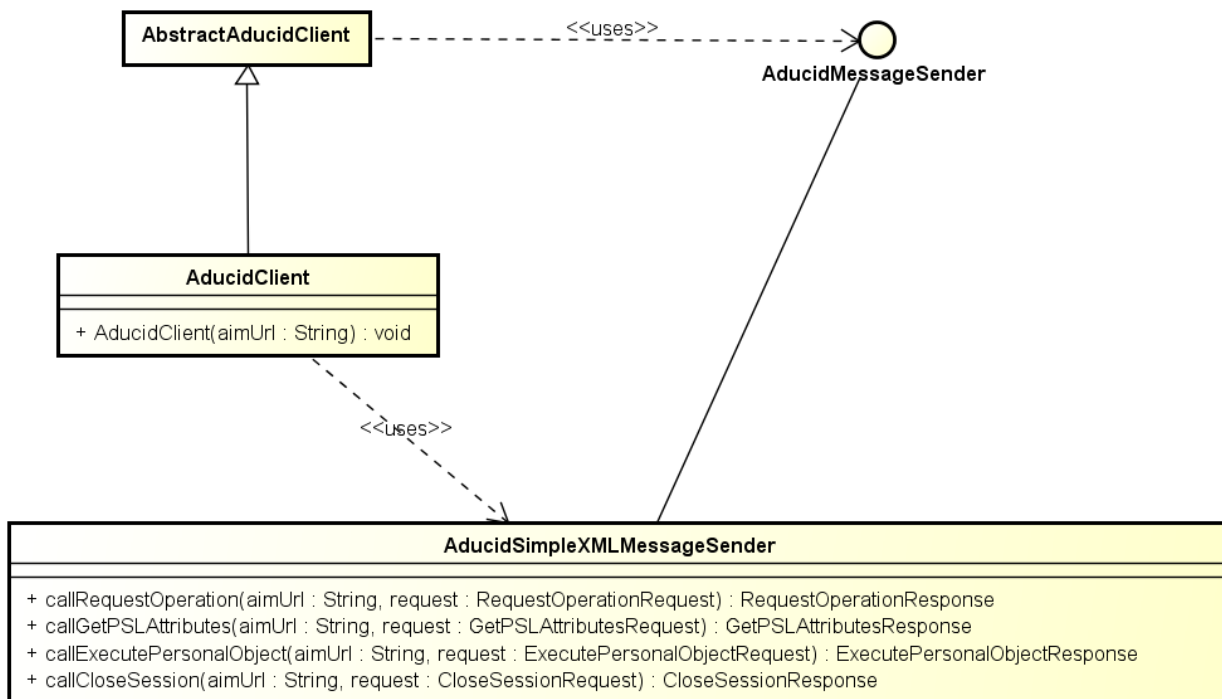 AbstractAducidClient
<<uses>>
AducidMessageSender
AducidClient
+ AducidClient(aimUrl : String) : void
<<uses>>
AducidSimpleXMLMessageSender
+ callRequestOperation(aimUrl : String, request : RequestOperationRequest) : RequestOperationResponse
+ callGetPSLAttributes(aimUrl : String, request : GetPSLAttributesRequest) : GetPSLAttributesResponse
+ callExecutePersonalObject(aimUrl : String, request : ExecutePersonalObjectRequest) : ExecutePersonalObjectResponse
+ callCloseSession(aimUrl : String, request : CloseSessionRequest) : CloseSessionResponse